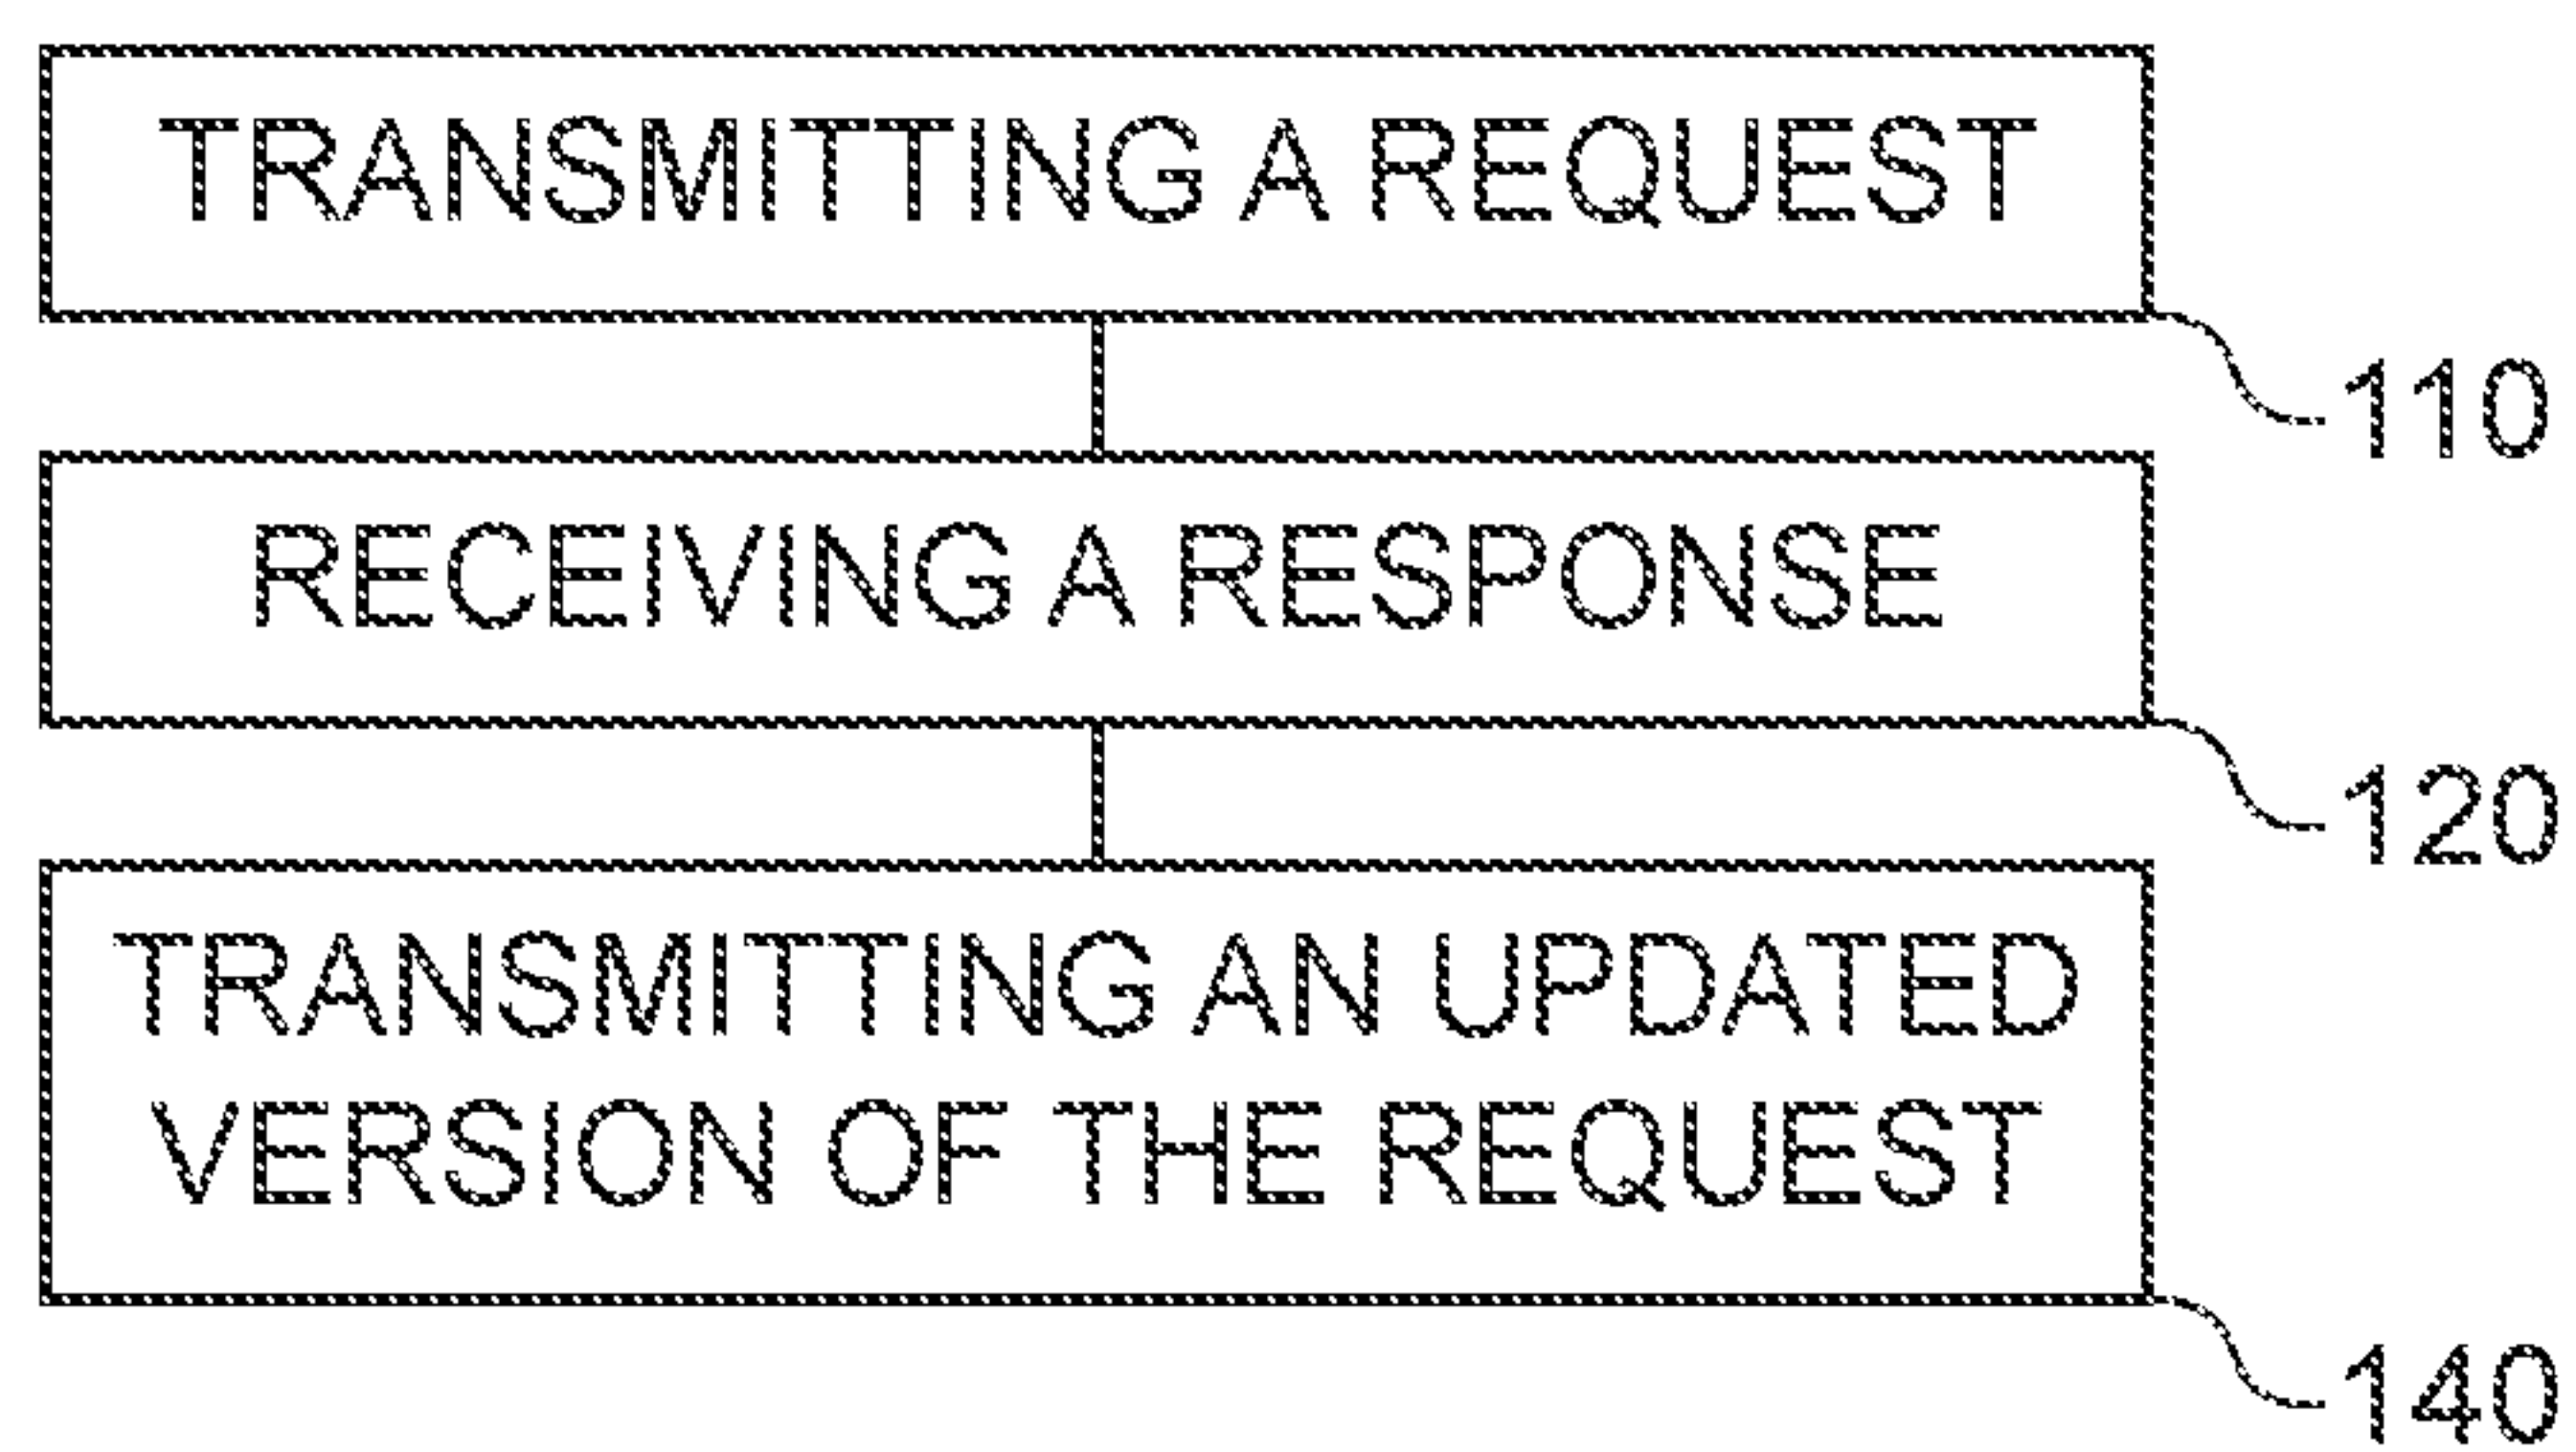 TRANSMITTING A REQUEST
110
RECEIVING A RESPONSE
120
TRANSMITTING AN UPDATED
VERSION OF THE REQUEST
140